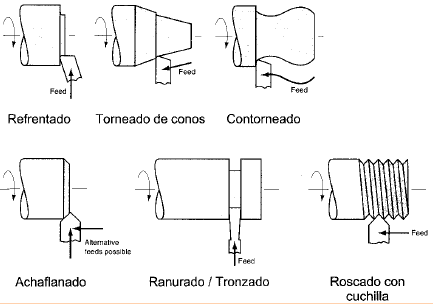 Feed
Feed
Feed
Refrentado
Torneado de conos
Contorneado
Alternative
feeds possible
Feed
Feed
Achaflanado
Ranurado / Tronzado
Roscado con
cuchilla